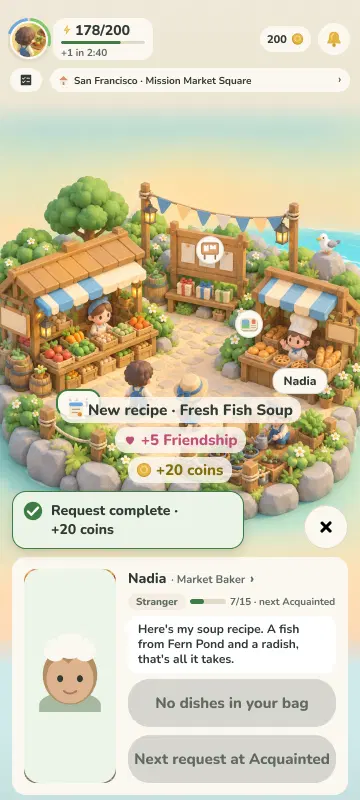 178/200
+1 in 2:40
200
San Francisco · Mission Market Square ›
Nadia
New recipe · Fresh Fish Soup
+5 Friendship
+20 coins
Request complete ·
+20 coins
Nadia · Market Baker ›
Stranger 7/15 · next Acquainted
Here's my soup recipe. A fish
from Fern Pond and a radish,
that's all it takes.
No dishes in your bag
Next request at Acquainted